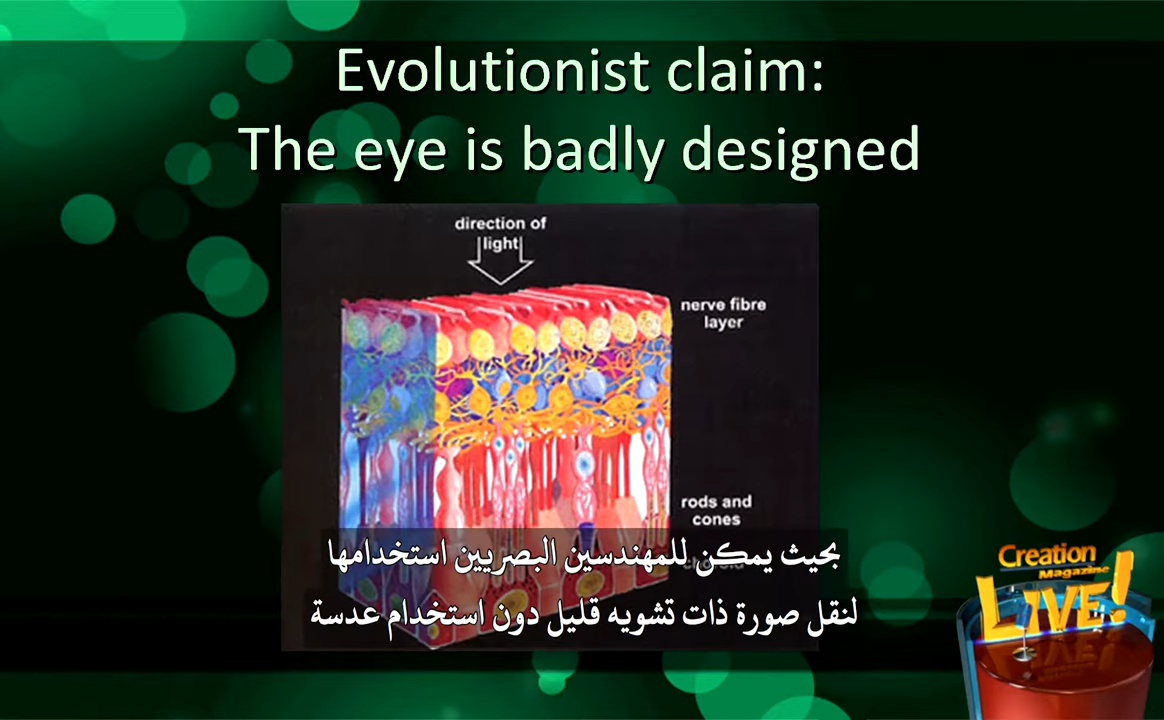 Evolutionist claim:
The eye is badly designed
direction of
light
nerve fibre
layer
rods and
cones
choroid
بحيث يمكن للمهندسين البصريين استخدامها
لنقل صورة ذات تشويه قليل دون استخدام عدسة
Creation
Magazine
LIVE!